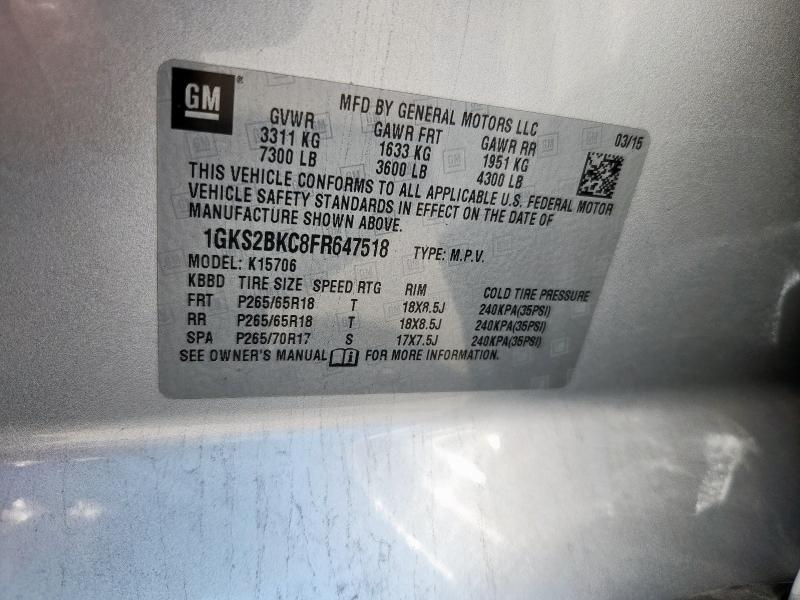 GM®
MFD BY GENERAL MOTORS LLC
03/15
GVWR GAWR FRT GAWR RR
3311 KG 1633 KG 1951 KG
7300 LB 3600 LB 4300 LB
THIS VEHICLE CONFORMS TO ALL APPLICABLE U.S. FEDERAL MOTOR
VEHICLE SAFETY STANDARDS IN EFFECT ON THE DATE OF
MANUFACTURE SHOWN ABOVE.
1GKS2BKC8FR647518 TYPE: M.P.V.
MODEL: K15706
KBBD TIRE SIZE SPEED RTG RIM COLD TIRE PRESSURE
FRT P265/65R18 T 18X8.5J 240KPA(35PSI)
RR P265/65R18 T 18X8.5J 240KPA(35PSI)
SPA P265/70R17 S 17X7.5J 240KPA(35PSI)
SEE OWNER'S MANUAL FOR MORE INFORMATION.